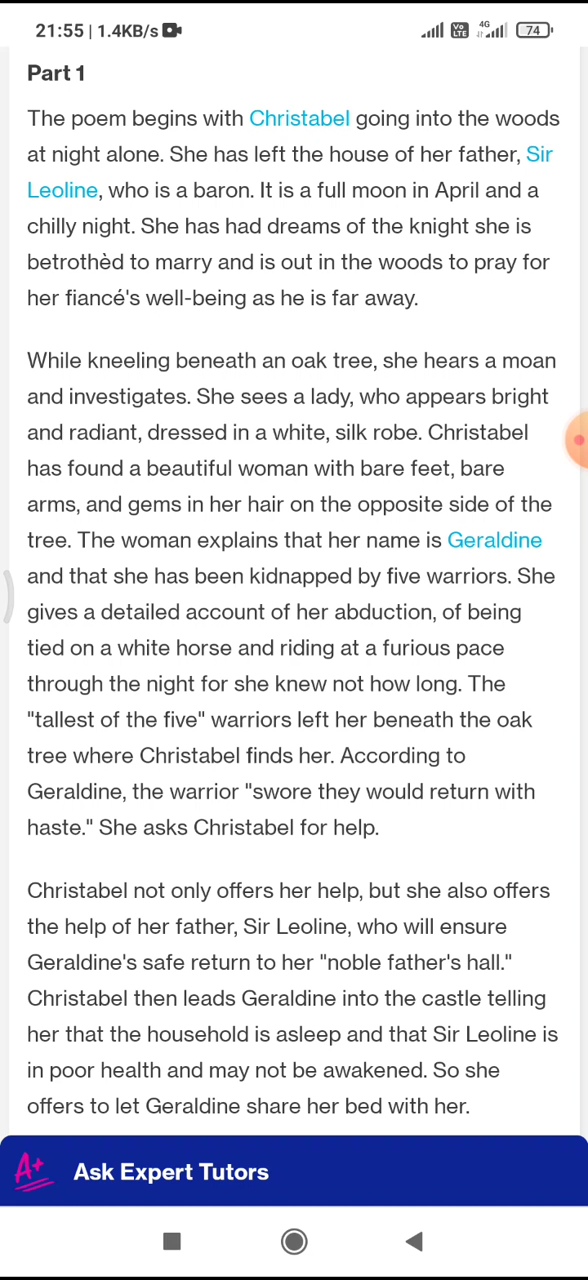 21:55 | 1.4KB/s
Vo LTE 4G 74
Part 1
The poem begins with Christabel going into the woods
at night alone. She has left the house of her father, Sir
Leoline, who is a baron. It is a full moon in April and a
chilly night. She has had dreams of the knight she is
betrothèd to marry and is out in the woods to pray for
her fiancé's well-being as he is far away.
While kneeling beneath an oak tree, she hears a moan
and investigates. She sees a lady, who appears bright
and radiant, dressed in a white, silk robe. Christabel
has found a beautiful woman with bare feet, bare
arms, and gems in her hair on the opposite side of the
tree. The woman explains that her name is Geraldine
and that she has been kidnapped by five warriors. She
gives a detailed account of her abduction, of being
tied on a white horse and riding at a furious pace
through the night for she knew not how long. The
"tallest of the five" warriors left her beneath the oak
tree where Christabel finds her. According to
Geraldine, the warrior "swore they would return with
haste." She asks Christabel for help.
Christabel not only offers her help, but she also offers
the help of her father, Sir Leoline, who will ensure
Geraldine's safe return to her "noble father's hall."
Christabel then leads Geraldine into the castle telling
her that the household is asleep and that Sir Leoline is
in poor health and may not be awakened. So she
offers to let Geraldine share her bed with her.
A+ Ask Expert Tutors